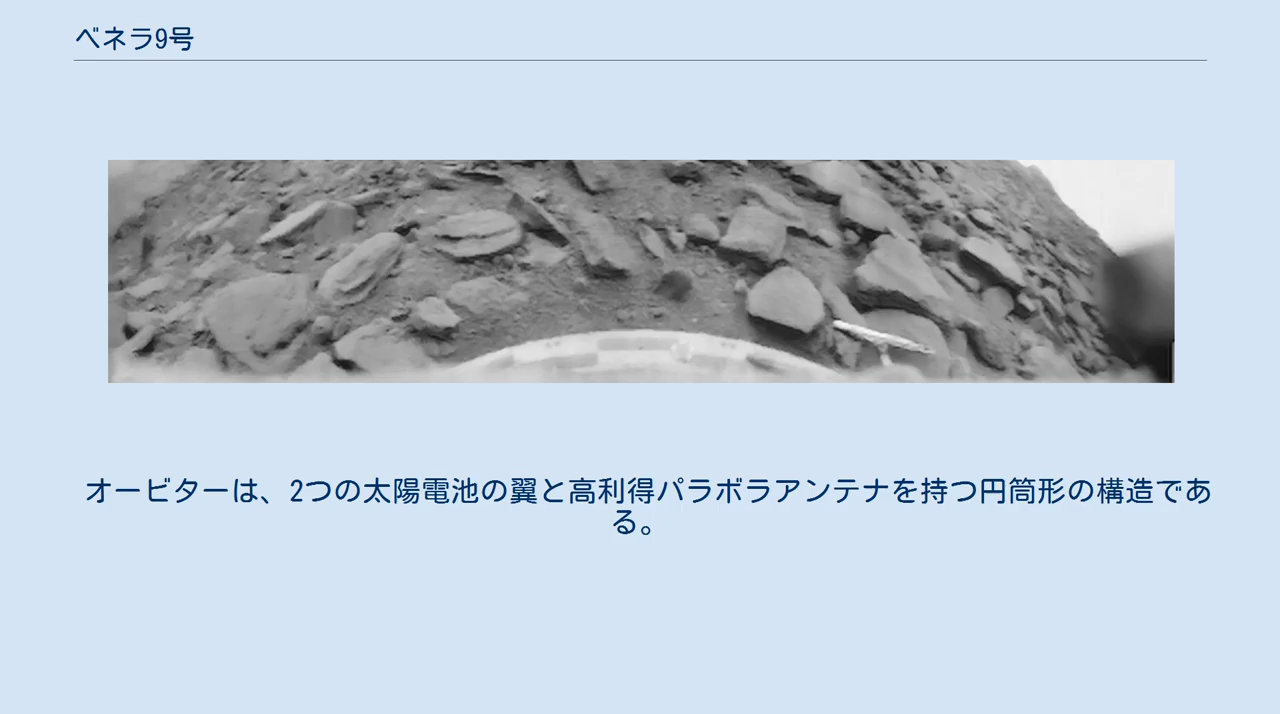 ベネラ9号
オービターは、2つの太陽電池の翼と高利得パラボラアンテナを持つ円筒形の構造であ
る。